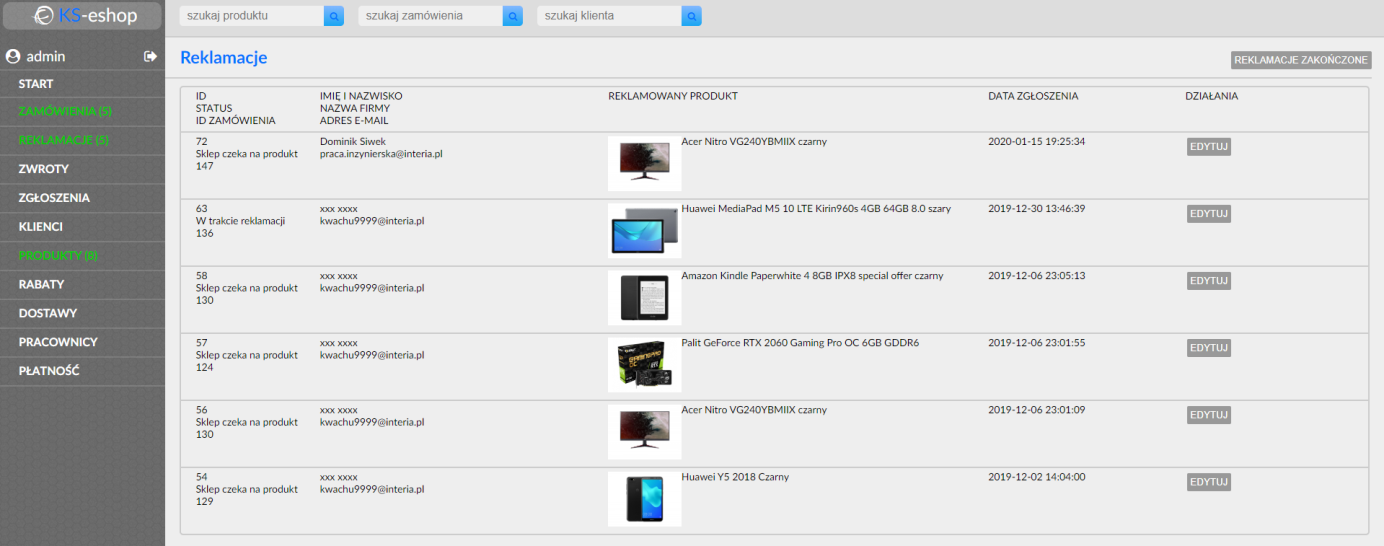 KS-eshop
szukaj produktu
szukaj zamówienia
szukaj klienta
admin
START
ZAMÓWIENIA (5)
REKLAMACJE (5)
ZWROTY
ZGŁOSZENIA
KLIENCI
PRODUKTY (8)
RABATY
DOSTAWY
PRACOWNICY
PŁATNOŚĆ
Reklamacje
REKLAMACJE ZAKOŃCZONE
ID
STATUS
ID ZAMÓWIENIA
IMIĘ I NAZWISKO
NAZWA FIRMY
ADRES E-MAIL
REKLAMOWANY PRODUKT
DATA ZGŁOSZENIA
DZIAŁANIA
72
Sklep czeka na produkt
147
Dominik Siwek
praca.inzynierska@interia.pl
Acer Nitro VG240YBMIIX czarny
2020-01-15 19:25:34
EDYTUJ
63
W trakcie reklamacji
136
xxx xxxx
kwachu9999@interia.pl
Huawei MediaPad M5 10 LTE Kirin960s 4GB 64GB 8.0 szary
2019-12-30 13:46:39
EDYTUJ
58
Sklep czeka na produkt
130
xxx xxxx
kwachu9999@interia.pl
Amazon Kindle Paperwhite 4 8GB IPX8 special offer czarny
2019-12-06 23:05:13
EDYTUJ
57
Sklep czeka na produkt
124
xxx xxxx
kwachu9999@interia.pl
Palit GeForce RTX 2060 Gaming Pro OC 6GB GDDR6
2019-12-06 23:01:55
EDYTUJ
56
Sklep czeka na produkt
130
xxx xxxx
kwachu9999@interia.pl
Acer Nitro VG240YBMIIX czarny
2019-12-06 23:01:09
EDYTUJ
54
Sklep czeka na produkt
129
xxx xxxx
kwachu9999@interia.pl
Huawei Y5 2018 Czarny
2019-12-02 14:04:00
EDYTUJ